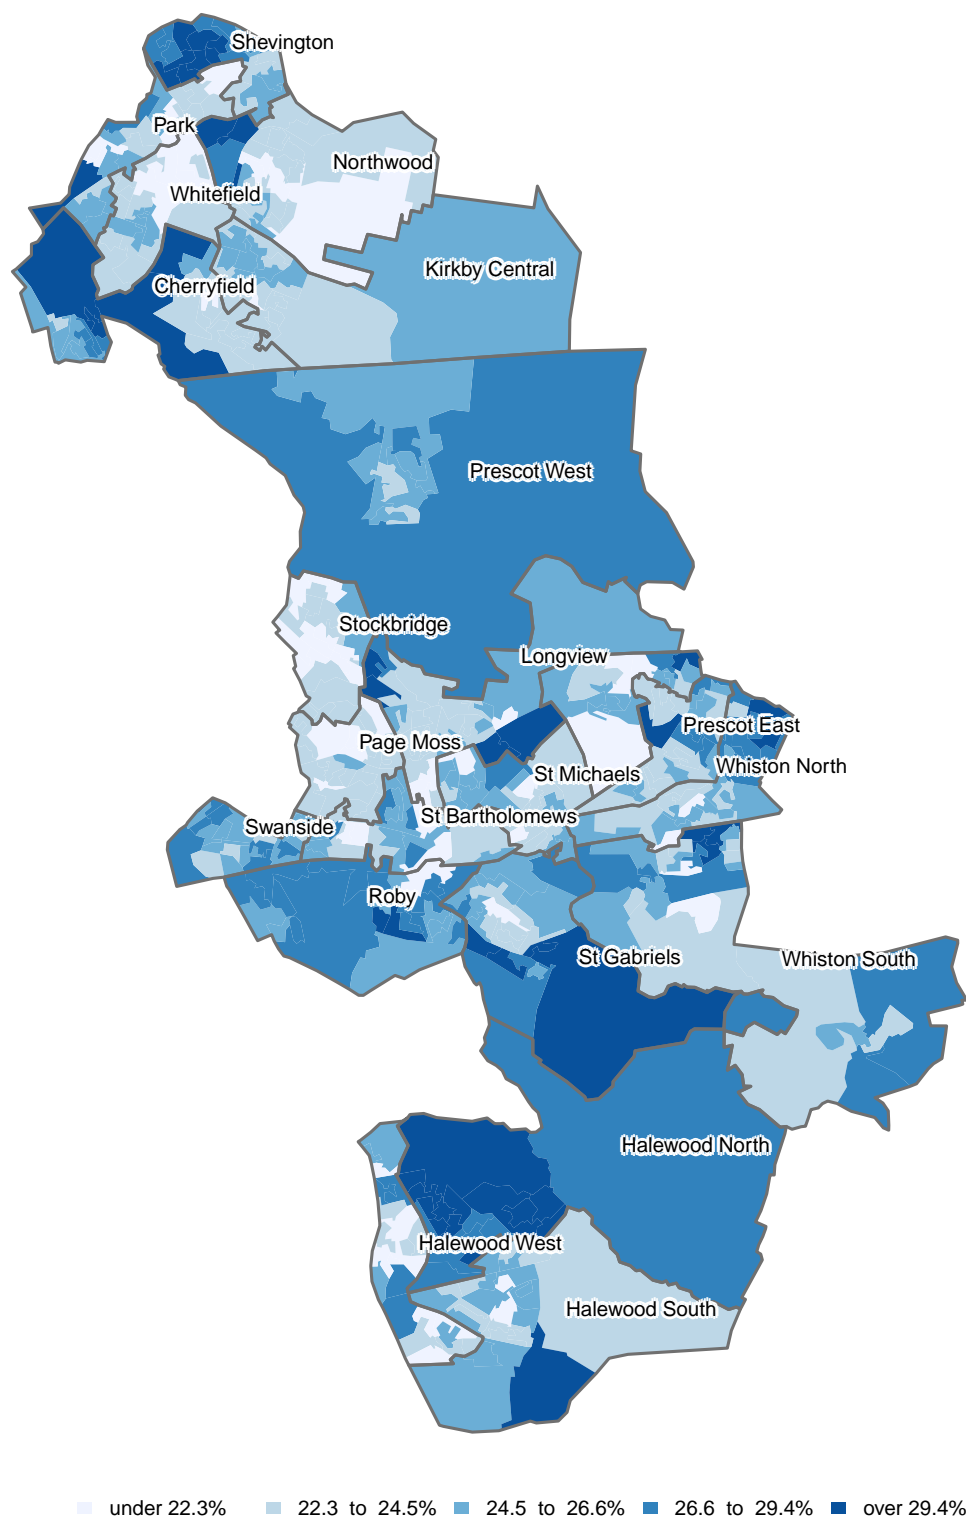 Shevington
Park
Northwood
Whitefield
Kirkby Central
Cherryfield
Prescot West
Stockbridge
Longview
Prescot East
Page Moss
Whiston North
St Michaels
St Bartholomews
Swanside
Roby
St Gabriels
Whiston South
Halewood North
Halewood West
Halewood South
under 22.3%
22.3 to 24.5%
24.5 to 26.6%
26.6 to 29.4%
over 29.4%